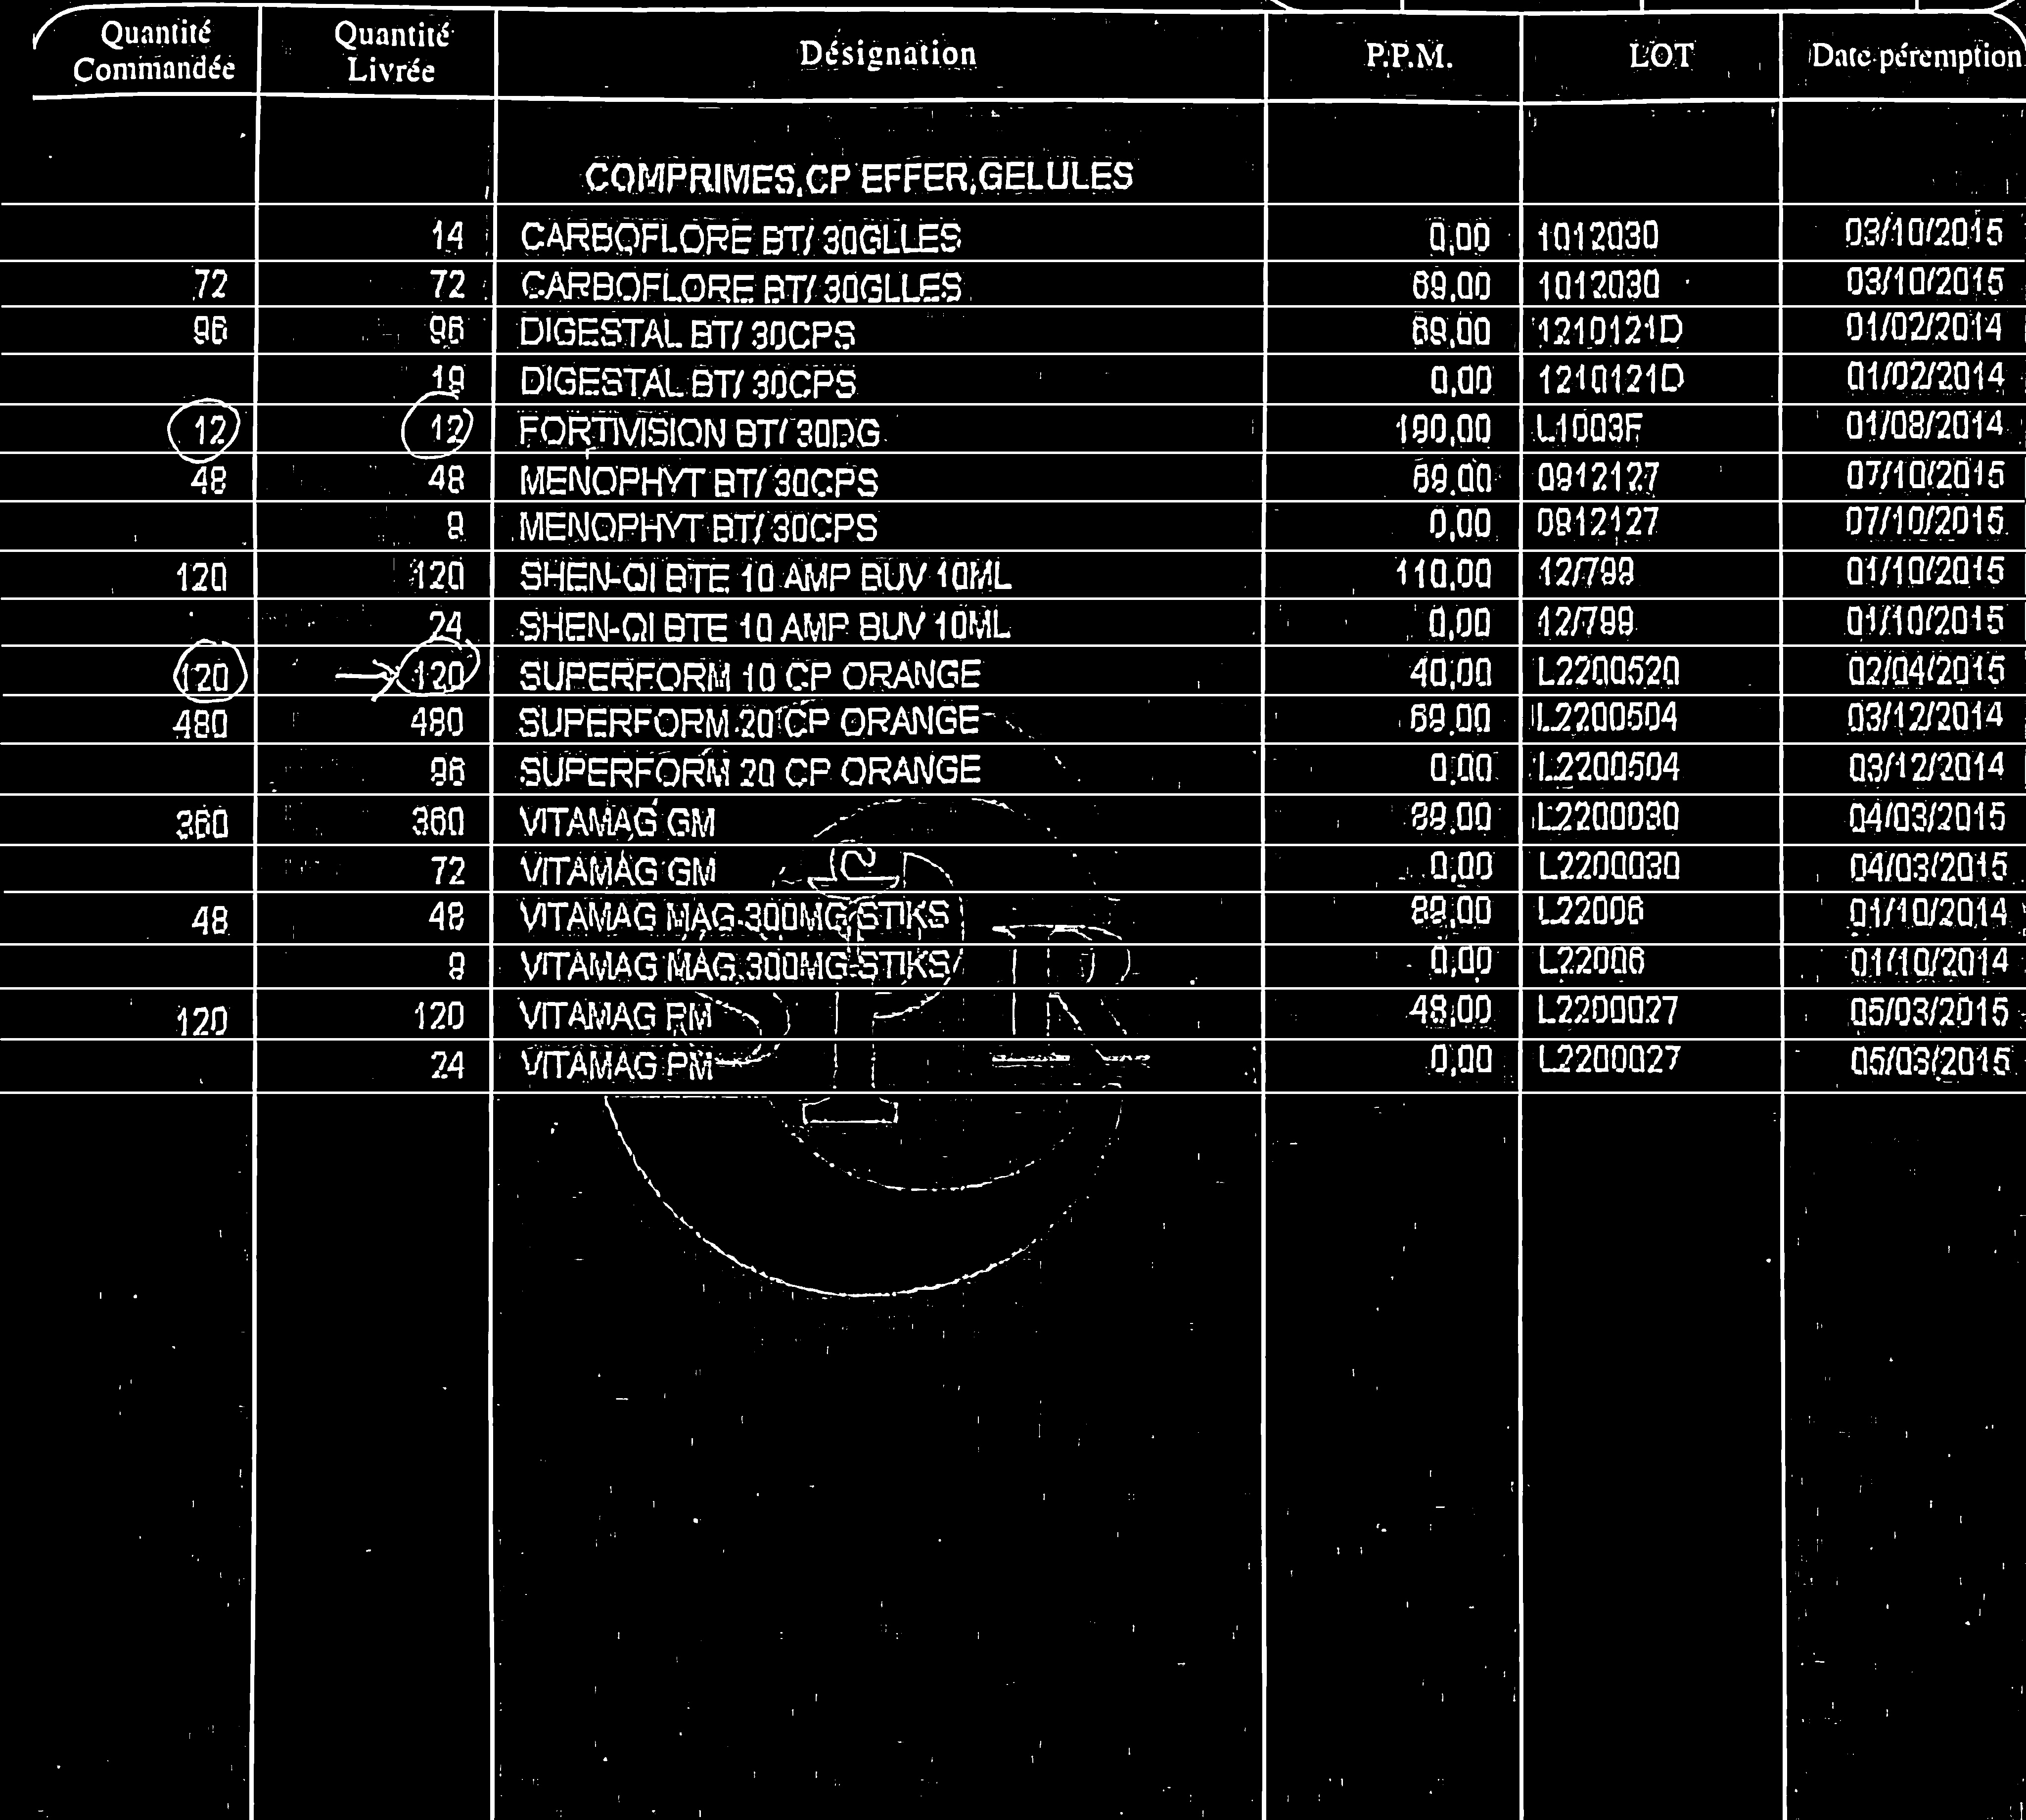 Quantité Commandée Quantité Livrée Désignation P.P.M. LOT Date péremption
COMPRIMES,CP EFFER,GELULES
14 CARBOFLORE BT/ 30GLLES 0,00 1012030 03/10/2015
72 72 CARBOFLORE BT/ 30GLLES 69,00 1012030 03/10/2015
96 96 DIGESTAL BT/ 30CPS 69,00 1210121D 01/02/2014
19 DIGESTAL BT/ 30CPS 0,00 1210121D 01/02/2014
12 12 FORTIVISION BT/ 30DG 190,00 L1003F 01/08/2014
48 48 MENOPHYT BT/ 30CPS 69,00 0912127 07/10/2015
9 MENOPHYT BT/ 30CPS 0,00 0912127 07/10/2015
120 120 SHEN-QI BTE 10 AMP BUV 10ML 110,00 12/799 01/10/2015
24 SHEN-QI BTE 10 AMP BUV 10ML 0,00 12/799 01/10/2015
120 120 SUPERFORM 10 CP ORANGE 40,00 L2200520 02/04/2015
480 480 SUPERFORM 20 CP ORANGE 69,00 L2200504 03/12/2014
96 SUPERFORM 20 CP ORANGE 0,00 L2200504 03/12/2014
360 360 VITAMAG GM 89,00 L2200030 04/03/2015
72 VITAMAG GM 0,00 L2200030 04/03/2015
48 48 VITAMAG MAG 300MG STIKS 89,00 L22006 01/10/2014
9 VITAMAG MAG 300MG STIKS 0,00 L22006 01/10/2014
120 120 VITAMAG PM 48,00 L2200027 05/03/2015
24 VITAMAG PM 0,00 L2200027 05/03/2015
SPR